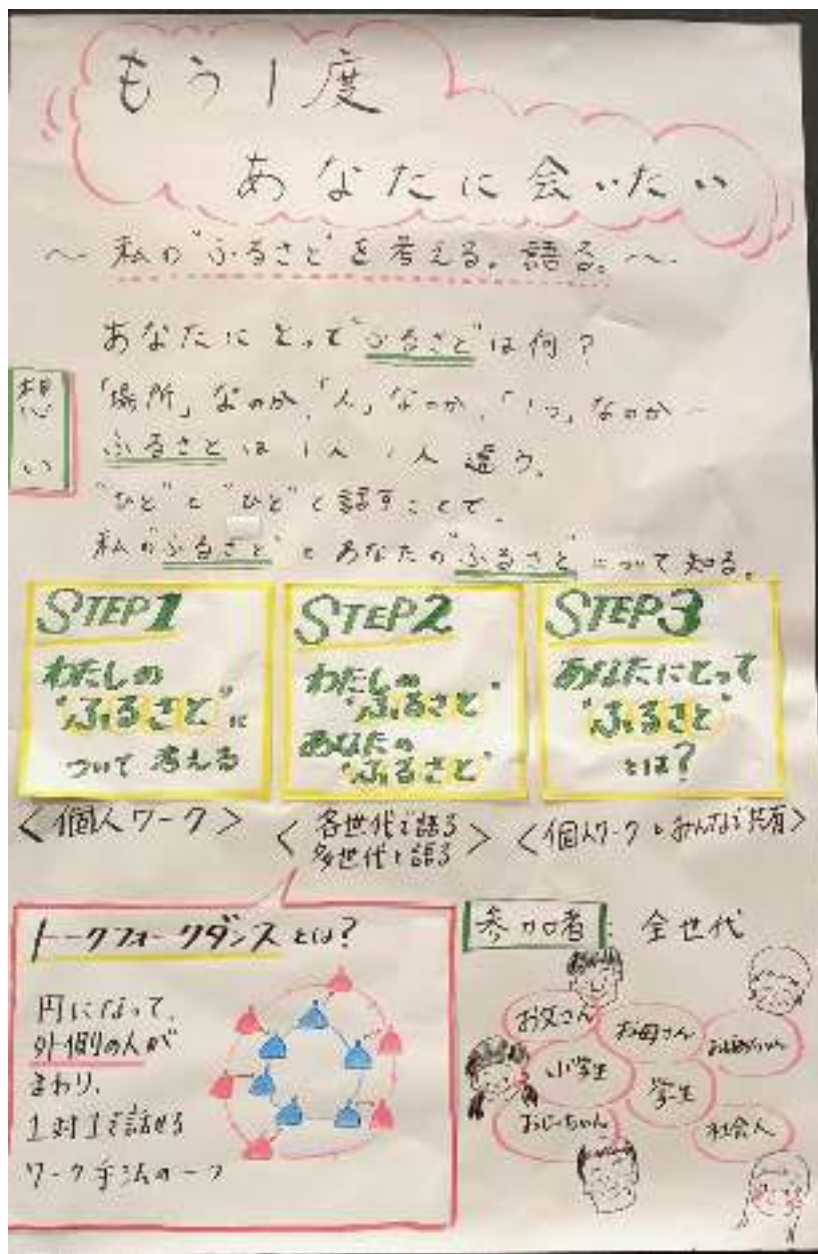 もう1度
あなたに会いたい
〜 私の"ふるさと"を考える。語る。〜
あなたにとって"ふるさと"は何？
想い
「場所」なのか、「人」なのか、「1つ」なのか〜
ふるさとは1人1人違う。
"ひと"と"ひと"と話すことで、
私の"ふるさと"とあなたの"ふるさと"について知る。
STEP1
わたしの
"ふるさと"に
ついて考える
<個人ワーク>
STEP2
わたしの
"ふるさと"
あなたの
"ふるさと"
<各世代で語る
多世代で語る>
STEP3
あなたにとって
"ふるさと"
とは？
<個人ワーク・みんなで共有>
トークフォークダンスとは？
円になって、
外側の人が
まわり、
1対1で話せる
ワーク手法の一つ
参加者: 全世代
お父さん
お母さん
おばあちゃん
小学生
学生
おじーちゃん
社会人